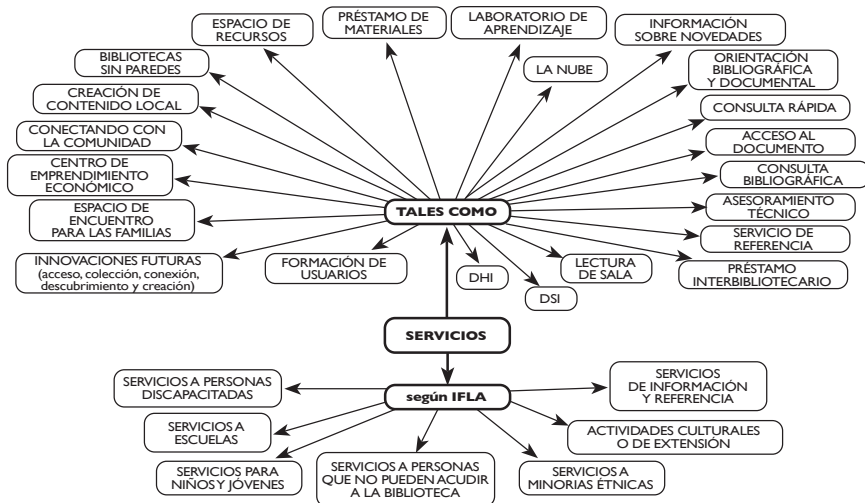 ESPACIO DE
RECURSOS
PRÉSTAMO DE
MATERIALES
LABORATORIO
DE APRENDIZAJE
INFORMACIÓN
SOBRE NOVEDADES
BIBLIOTECAS
SIN PAREDES
LA NUBE
ORIENTACIÓN
BIBLIOGRÁFICA
Y DOCUMENTAL
CREACIÓN DE
CONTENIDO LOCAL
CONSULTA RÁPIDA
CONECTANDO CON
LA COMUNIDAD
ACCESO AL
DOCUMENTO
CENTRO DE
EMPRENDIMIENTO
ECONÓMICO
CONSULTA
BIBLIOGRÁFICA
TALES COMO
ESPACIO DE
ENCUENTRO
PARA LAS FAMILIAS
ASESORAMIENTO
TÉCNICO
SERVICIO DE
REFERENCIA
INNOVACIONES FUTURAS
(acceso, colección, conexión,
descubrimiento y creación)
FORMACIÓN DE
USUARIOS
DHI
DSI
LECTURA
DE SALA
PRÉSTAMO
INTERBIBLIOTECARIO
SERVICIOS
según IFLA
SERVICIOS A PERSONAS
DISCAPACITADAS
SERVICIOS
DE INFORMACIÓN
Y REFERENCIA
SERVICIOS A
ESCUELAS
ACTIVIDADES CULTURALES
O DE EXTENSIÓN
SERVICIOS PARA
NIÑOS Y JÓVENES
SERVICIOS A PERSONAS
QUE NO PUEDEN ACUDIR
A LA BIBLIOTECA
SERVICIOS A
MINORIAS ÉTNICAS